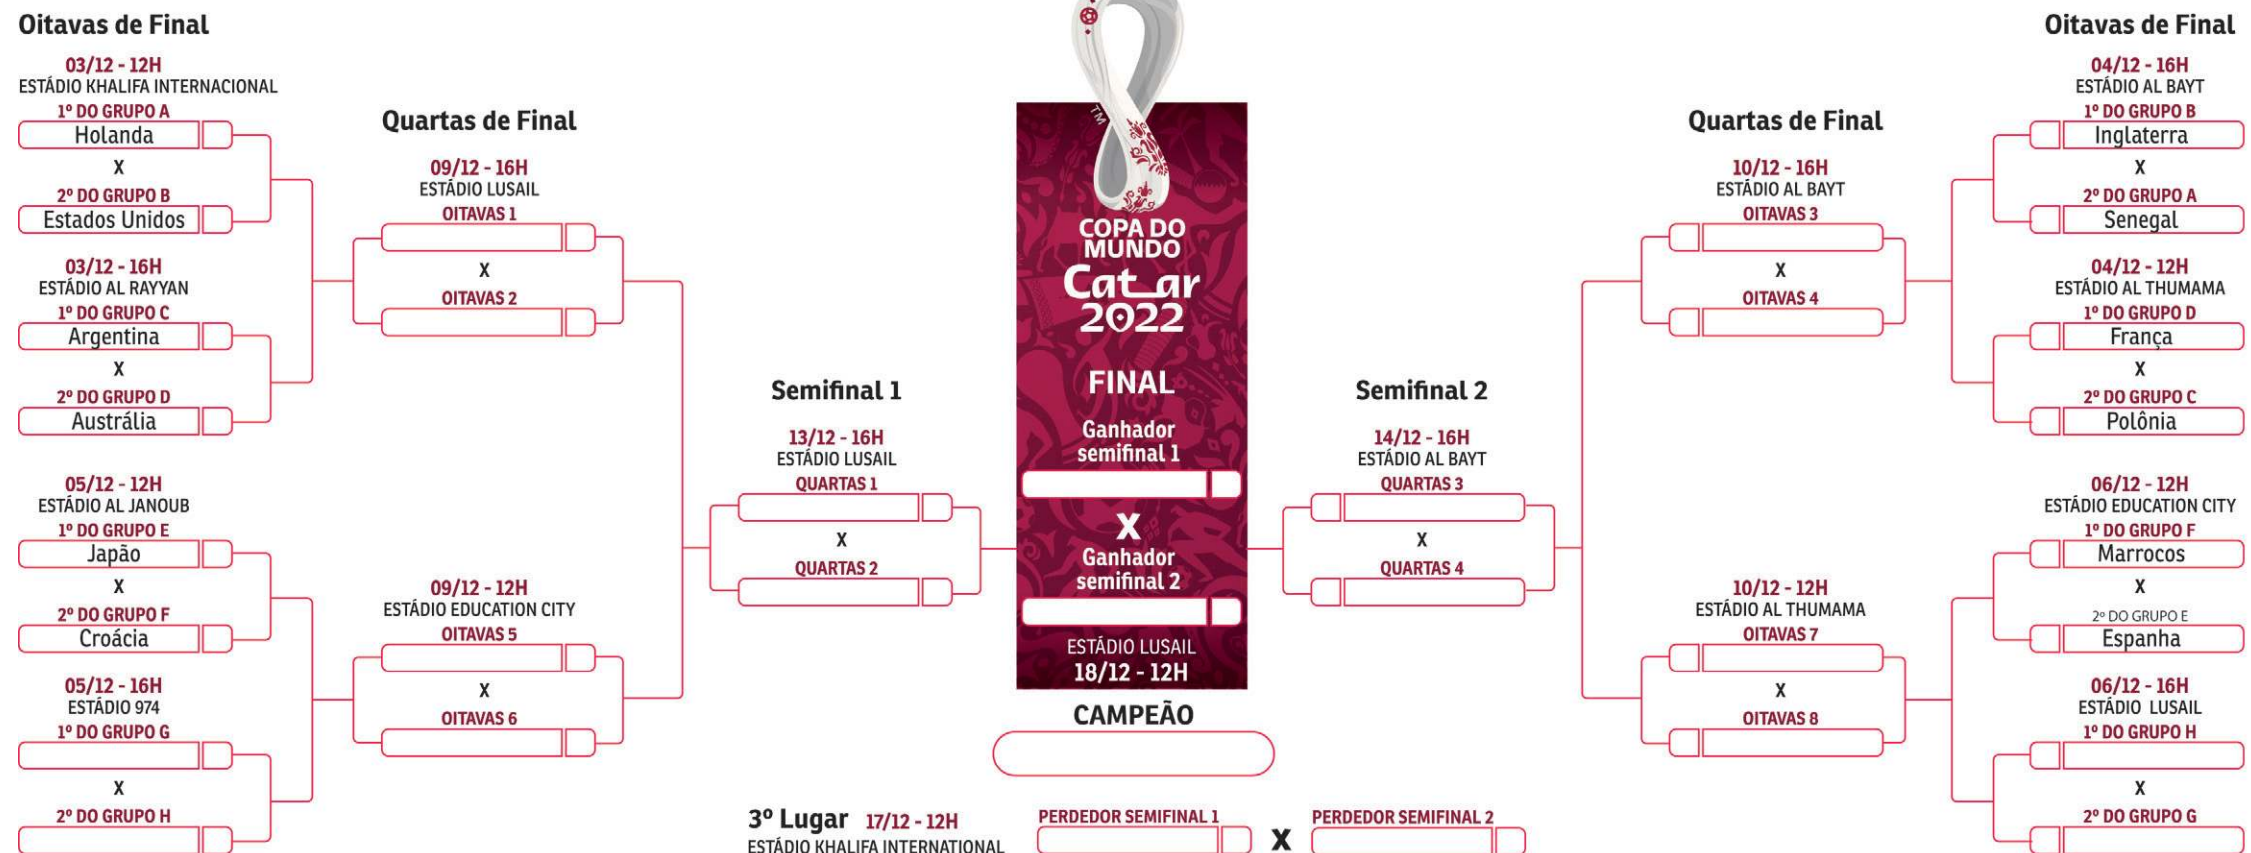 Oitavas de Final
03/12 - 12H
ESTÁDIO KHALIFA INTERNACIONAL
1º DO GRUPO A
Holanda
X
2º DO GRUPO B
Estados Unidos
03/12 - 16H
ESTÁDIO AL RAYYAN
1º DO GRUPO C
Argentina
X
2º DO GRUPO D
Austrália
05/12 - 12H
ESTÁDIO AL JANOUB
1º DO GRUPO E
Japão
X
2º DO GRUPO F
Croácia
05/12 - 16H
ESTÁDIO 974
1º DO GRUPO G
X
2º DO GRUPO H
Quartas de Final
09/12 - 16H
ESTÁDIO LUSAIL
OITAVAS 1
X
OITAVAS 2
09/12 - 12H
ESTÁDIO EDUCATION CITY
OITAVAS 5
X
OITAVAS 6
Semifinal 1
13/12 - 16H
ESTÁDIO LUSAIL
QUARTAS 1
X
QUARTAS 2
TM
COPA DO
MUNDO
Catar
2022
FINAL
Ganhador
semifinal 1
X
Ganhador
semifinal 2
ESTÁDIO LUSAIL
18/12 - 12H
CAMPEÃO
3º Lugar 17/12 - 12H
ESTÁDIO KHALIFA INTERNATIONAL
PERDEDOR SEMIFINAL 1
X
PERDEDOR SEMIFINAL 2
Semifinal 2
14/12 - 16H
ESTÁDIO AL BAYT
QUARTAS 3
X
QUARTAS 4
Quartas de Final
10/12 - 16H
ESTÁDIO AL BAYT
OITAVAS 3
X
OITAVAS 4
10/12 - 12H
ESTÁDIO AL THUMAMA
OITAVAS 7
X
OITAVAS 8
Oitavas de Final
04/12 - 16H
ESTÁDIO AL BAYT
1º DO GRUPO B
Inglaterra
X
2º DO GRUPO A
Senegal
04/12 - 12H
ESTÁDIO AL THUMAMA
1º DO GRUPO D
França
X
2º DO GRUPO C
Polônia
06/12 - 12H
ESTÁDIO EDUCATION CITY
1º DO GRUPO F
Marrocos
X
2º DO GRUPO E
Espanha
06/12 - 16H
ESTÁDIO LUSAIL
1º DO GRUPO H
X
2º DO GRUPO G